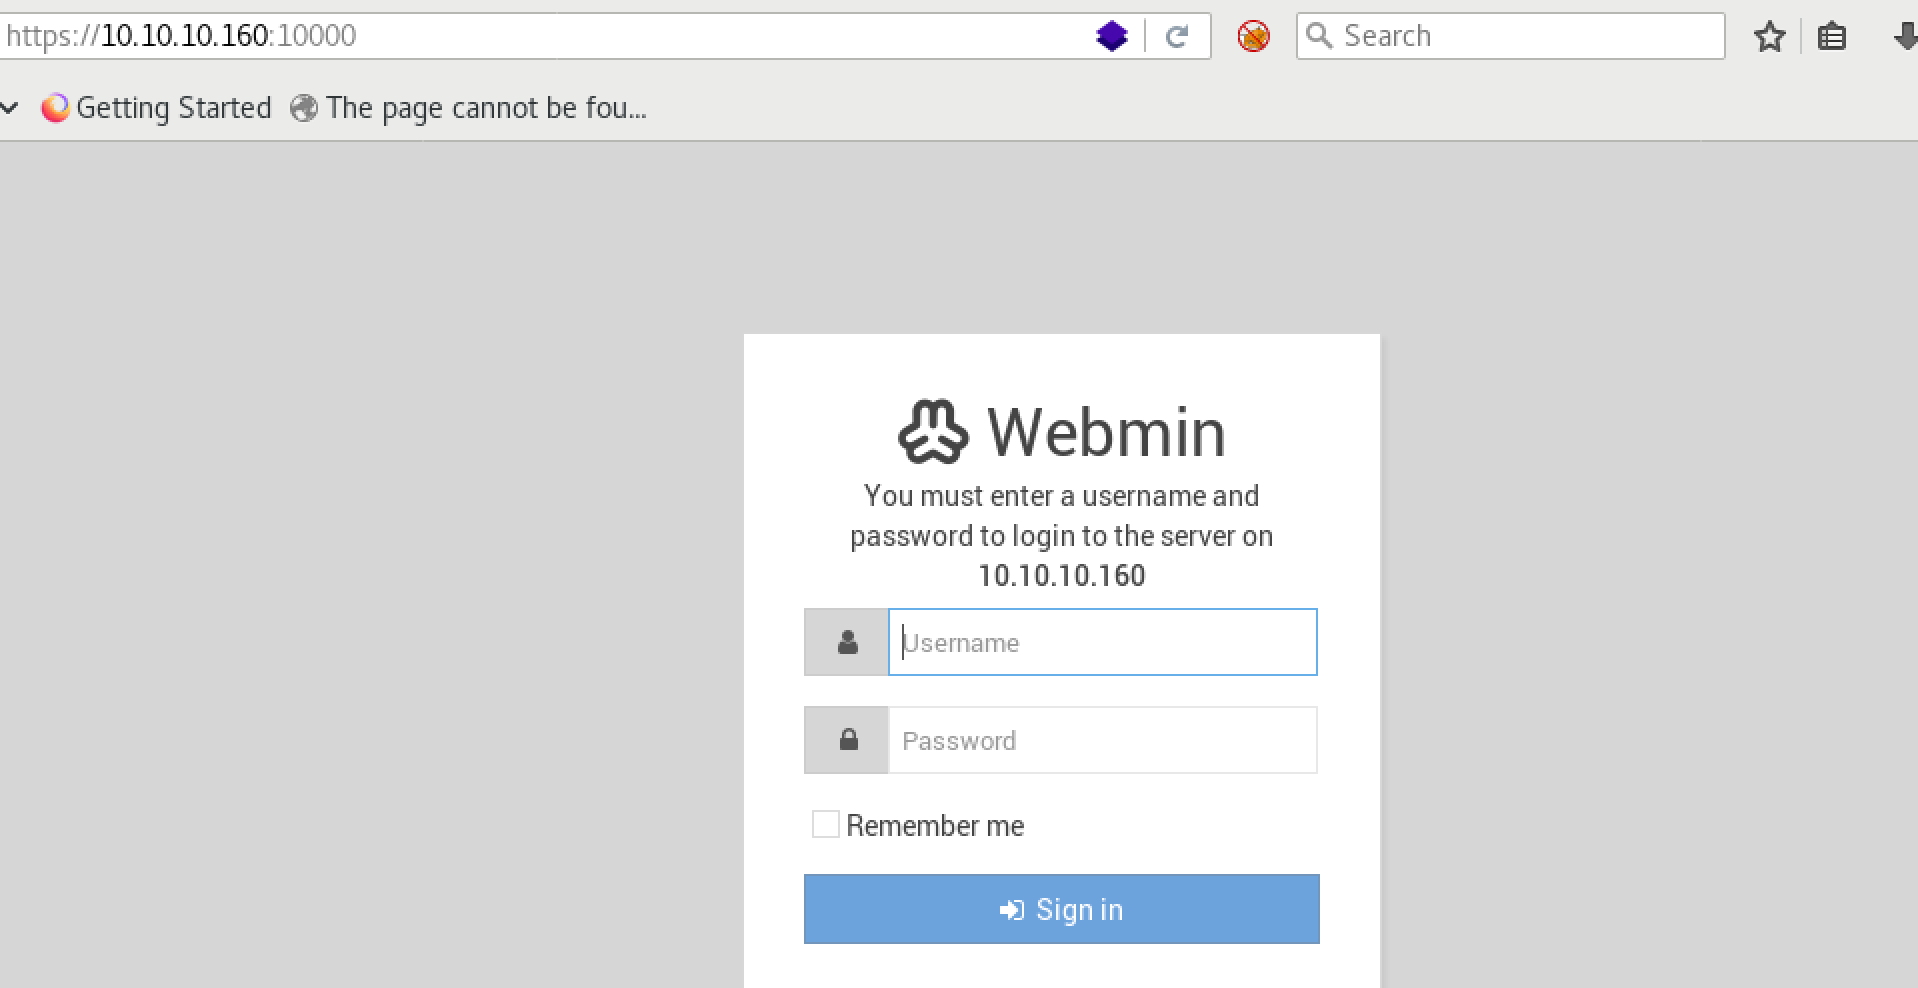 https://10.10.10.160:10000
Search
Getting Started
The page cannot be fou...
Webmin
You must enter a username and
password to login to the server on
10.10.10.160
Username
Password
Remember me
Sign in